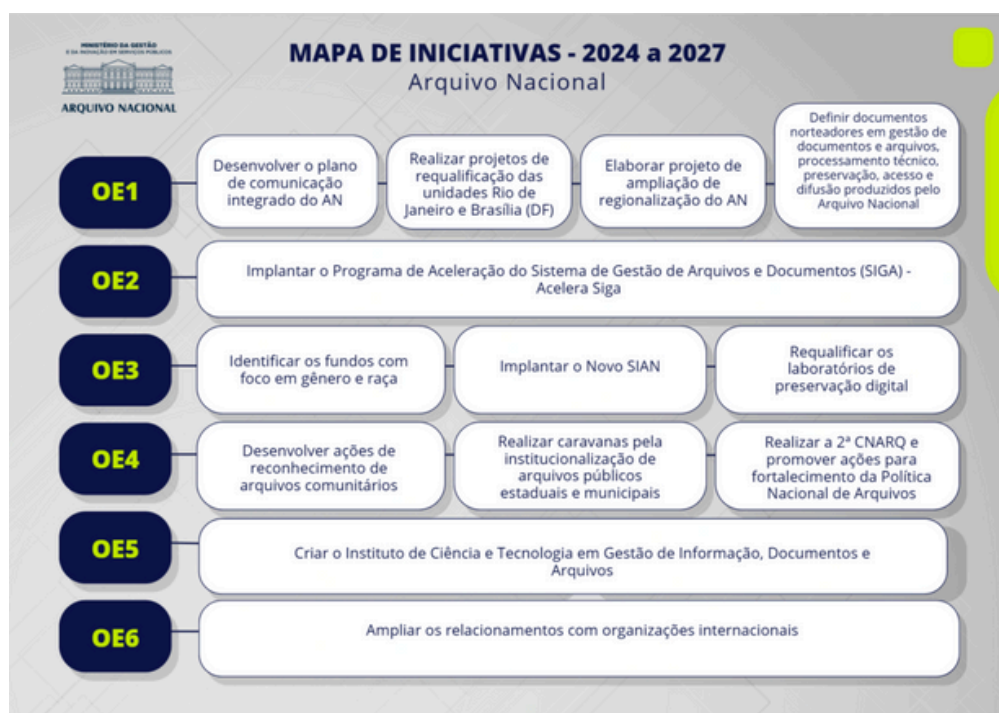 MINISTÉRIO DA GESTÃO
E DA INOVAÇÃO EM SERVIÇOS PÚBLICOS
ARQUIVO NACIONAL
MAPA DE INICIATIVAS - 2024 a 2027
Arquivo Nacional
OE1
Desenvolver o plano
de comunicação
integrado do AN
Realizar projetos de
requalificação das
unidades Rio de
Janeiro e Brasília (DF)
Elaborar projeto de
ampliação de
regionalização do AN
Definir documentos
norteadores em gestão de
documentos e arquivos,
processamento técnico,
preservação, acesso e
difusão produzidos pelo
Arquivo Nacional
OE2
Implantar o Programa de Aceleração do Sistema de Gestão de Arquivos e Documentos (SIGA) -
Acelera Siga
OE3
Identificar os fundos com
foco em gênero e raça
Implantar o Novo SIAN
Requalificar os
laboratórios de
preservação digital
OE4
Desenvolver ações de
reconhecimento de
arquivos comunitários
Realizar caravanas pela
institucionalização de
arquivos públicos
estaduais e municipais
Realizar a 2ª CNARQ e
promover ações para
fortalecimento da Política
Nacional de Arquivos
OE5
Criar o Instituto de Ciência e Tecnologia em Gestão de Informação, Documentos e
Arquivos
OE6
Ampliar os relacionamentos com organizações internacionais